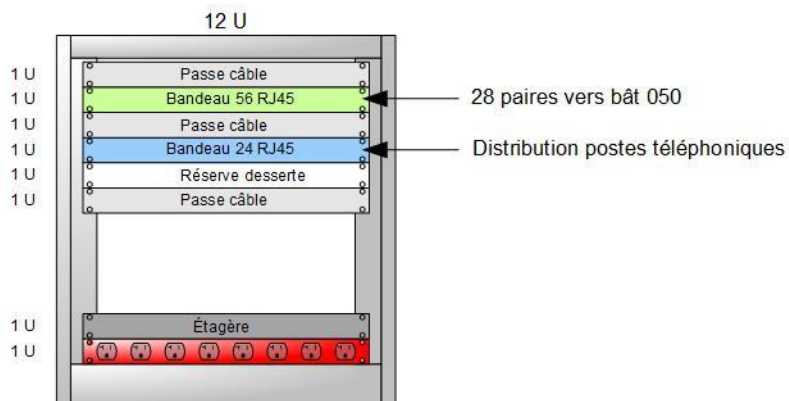 12 U
1 U Passe câble
1 U Bandeau 56 RJ45 28 paires vers bât 050
1 U Passe câble
1 U Bandeau 24 RJ45 Distribution postes téléphoniques
1 U Réserve desserte
1 U Passe câble
1 U Étagère
1 U